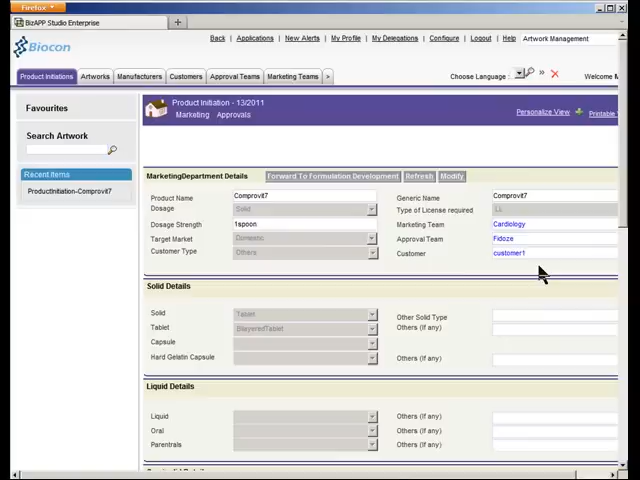 Firefox
BizAPP Studio Enterprise
Biocon
Back | Applications | New Alerts | My Profile | My Delegations | Configure | Logout | Help Artwork Management
Product Initiations Artworks Manufacturers Customers Approval Teams Marketing Teams > Choose Language : » Welcome M
Favourites
Search Artwork
Recent Items
ProductInitiation-Comprovit7
Product Initiation - 13/2011
Marketing Approvals
Personalize View Printable
MarketingDepartment Details Forward To Formulation Development Refresh Modify
Product Name Comprovit7 Generic Name Comprovit7
Dosage Solid Type of License required LL
Dosage Strength 1spoon Marketing Team Cardiology
Target Market Domestic Approval Team Fidoze
Customer Type Others Customer customer1
Solid Details
Solid Tablet Other Solid Type
Tablet BilayeredTablet Others (If any)
Capsule
Hard Gelatin Capsule Others (If any)
Liquid Details
Liquid Others (If any)
Oral Others (If any)
Parentrals Others (If any)